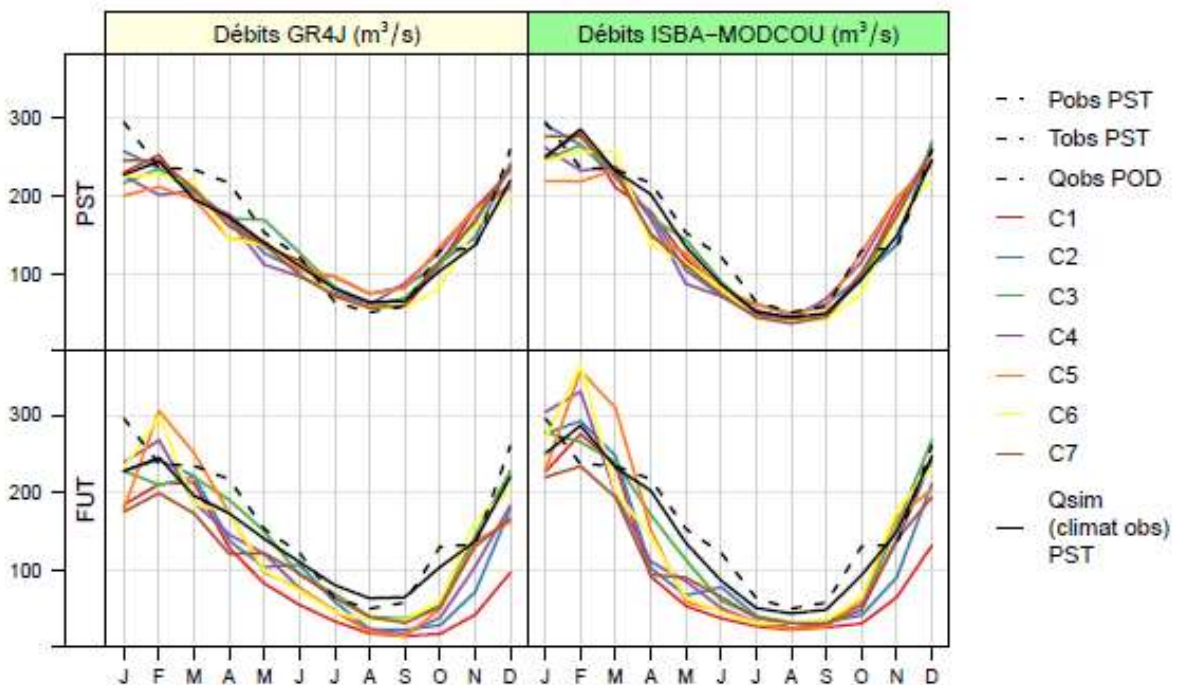 Débits GR4J (m³/s)
Débits ISBA−MODCOU (m³/s)
PST
300
200
100
FUT
300
200
100
J F M A M J J A S O N D
J F M A M J J A S O N D
Pobs PST
Tobs PST
Qobs POD
C1
C2
C3
C4
C5
C6
C7
Qsim
(climat obs)
PST